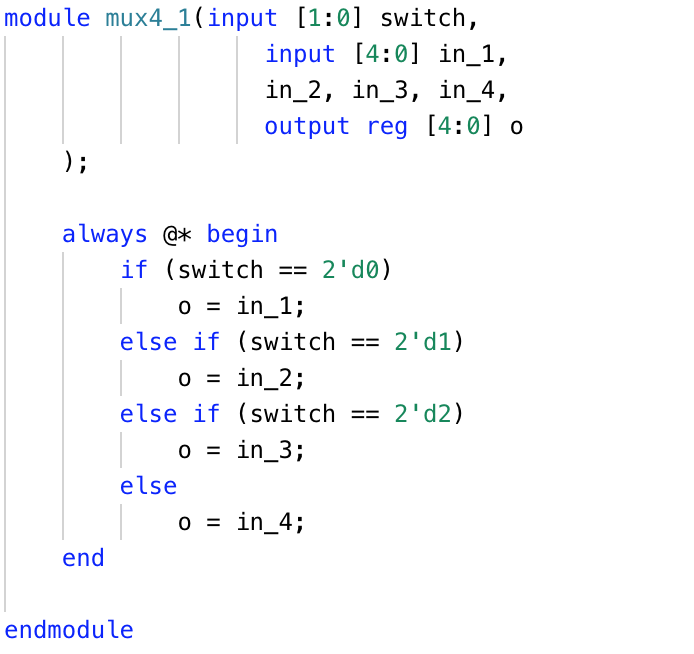 module mux4_1(input [1:0] switch,
input [4:0] in_1,
in_2, in_3, in_4,
output reg [4:0] o
);
always @* begin
if (switch == 2'd0)
o = in_1;
else if (switch == 2'd1)
o = in_2;
else if (switch == 2'd2)
o = in_3;
else
o = in_4;
end
endmodule